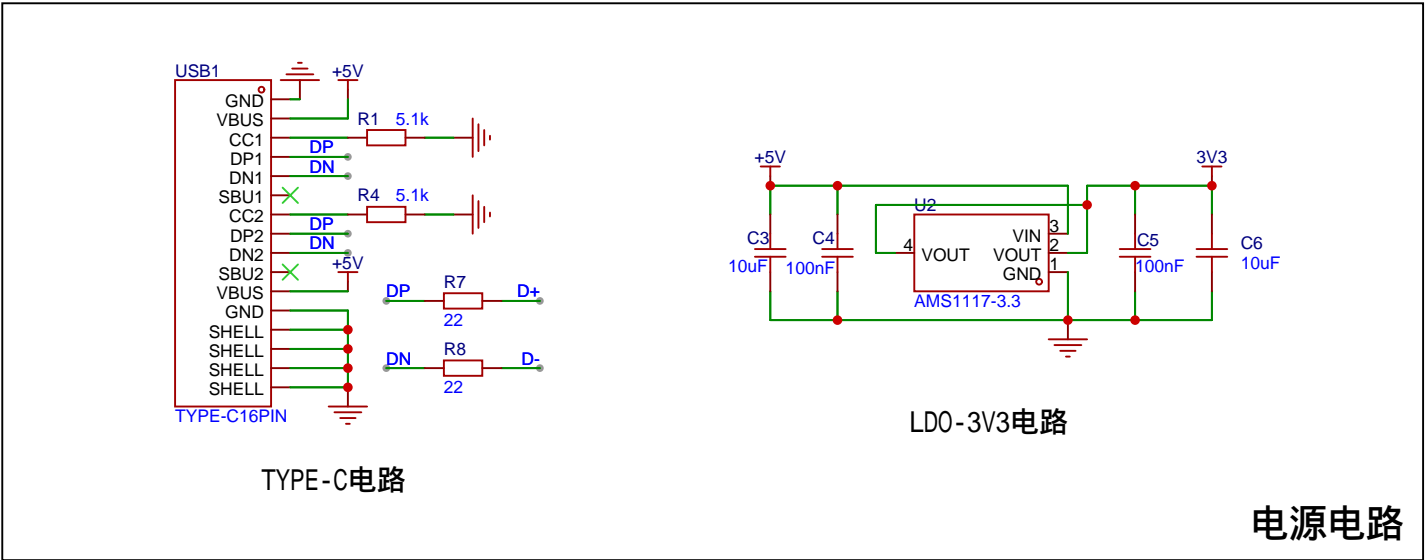 USB1
+5V
GND
VBUS
CC1
R1 5.1k
DP1
DP
DN1
DN
SBU1
CC2
R4 5.1k
DP2
DP
DN2
DN
SBU2
+5V
VBUS
GND
SHELL
SHELL
SHELL
SHELL
TYPE-C16PIN
DP
R7
D+
22
DN
R8
D-
22
TYPE-C电路
+5V
3V3
U2
C3
10uF
C4
100nF
4
VOUT
VIN
3
VOUT
2
GND
1
AMS1117-3.3
C5
100nF
C6
10uF
LDO-3V3电路
电源电路